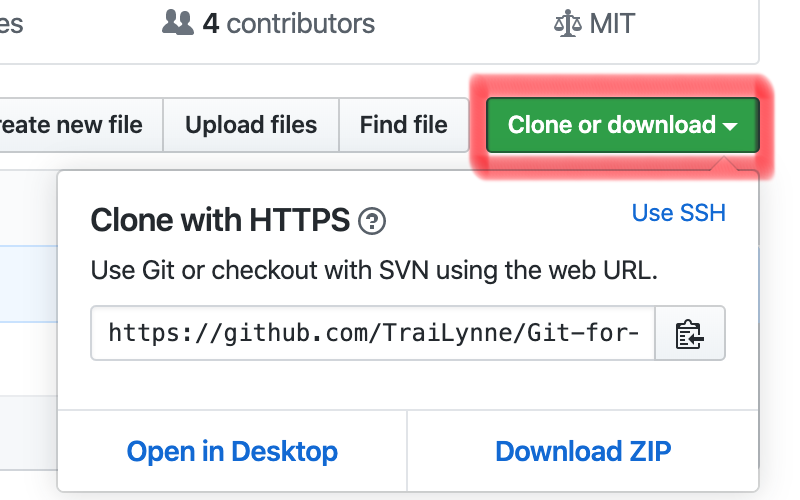 es
4 contributors
MIT
reate new file
Upload files
Find file
Clone or download
Clone with HTTPS ?
Use SSH
Use Git or checkout with SVN using the web URL.
https://github.com/TraiLynne/Git-for-
Open in Desktop
Download ZIP